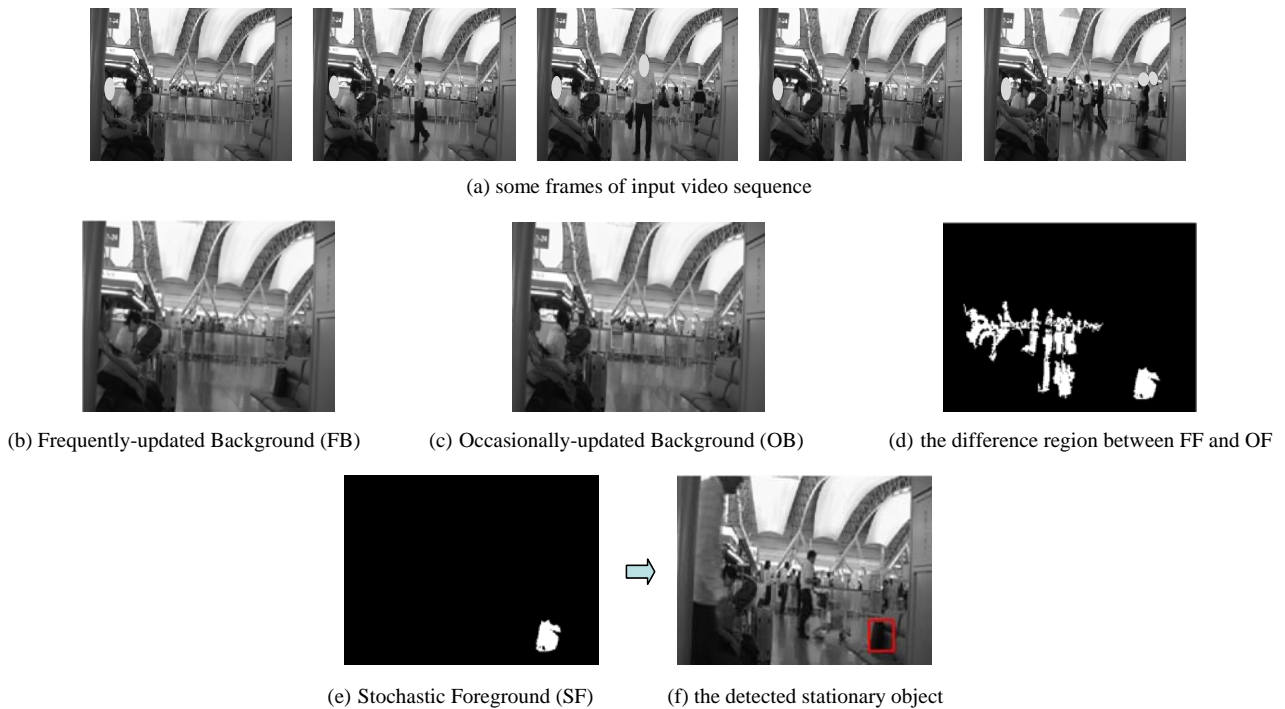 (a) some frames of input video sequence
(b) Frequently-updated Background (FB)
(c) Occasionally-updated Background (OB)
(d) the difference region between FF and OF
(e) Stochastic Foreground (SF)
(f) the detected stationary object